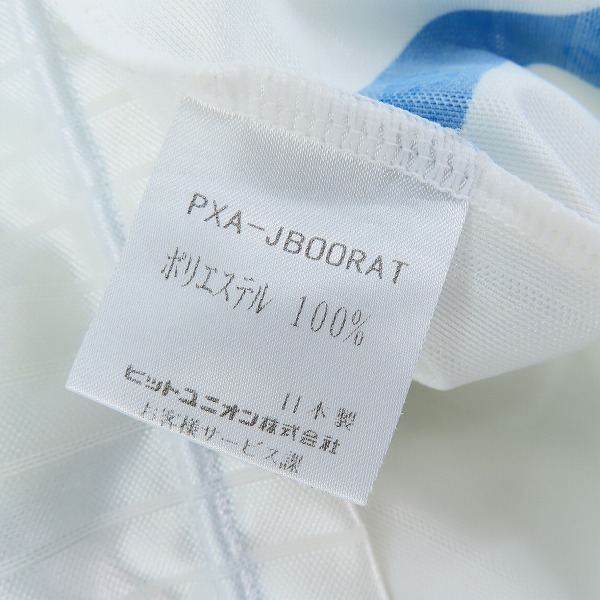 PXA-JB00RAT
ポリエステル 100%
日本製
ヒットユニオン株式会社
お客様サービス課